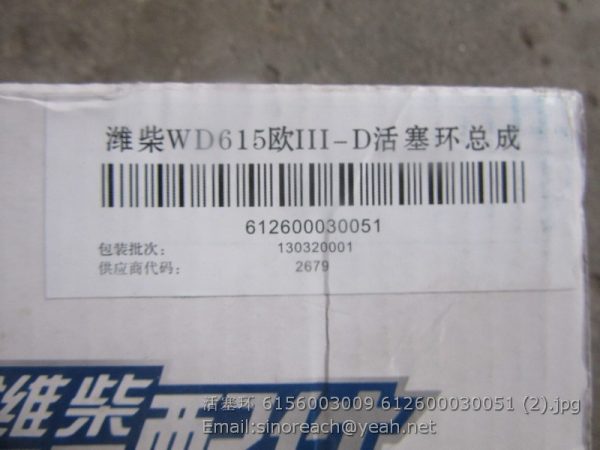 潍柴WD615欧III-D活塞环总成
612600030051
包装批次: 130320001
供应商代码: 2679
潍柴
活塞环 6156003009 612600030051 (2).jpg
Email:sinoreach@yeah.net